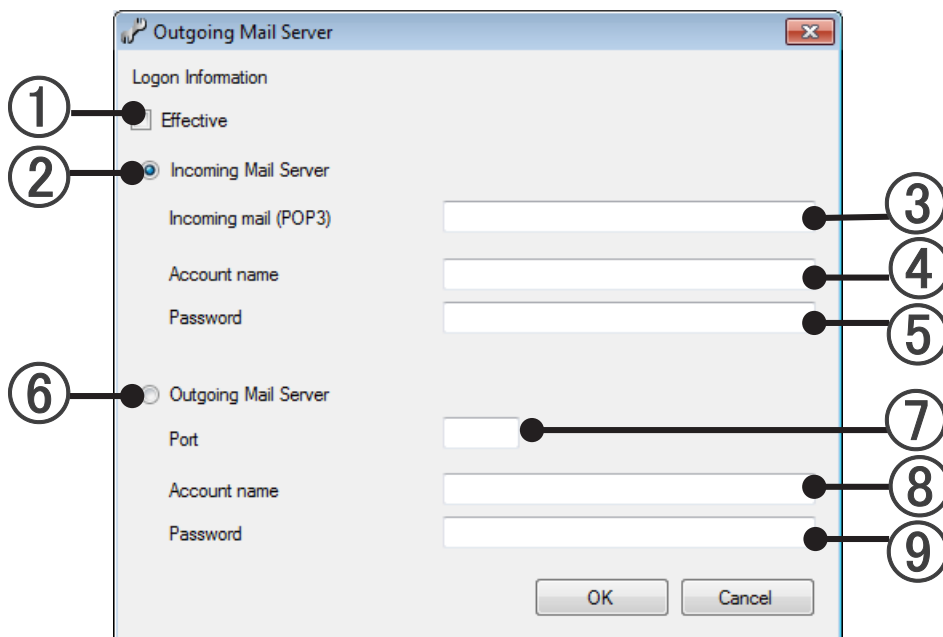 Outgoing Mail Server
Logon Information
① Effective
② Incoming Mail Server
Incoming mail (POP3) ③
Account name ④
Password ⑤
⑥ Outgoing Mail Server
Port ⑦
Account name ⑧
Password ⑨
OK Cancel